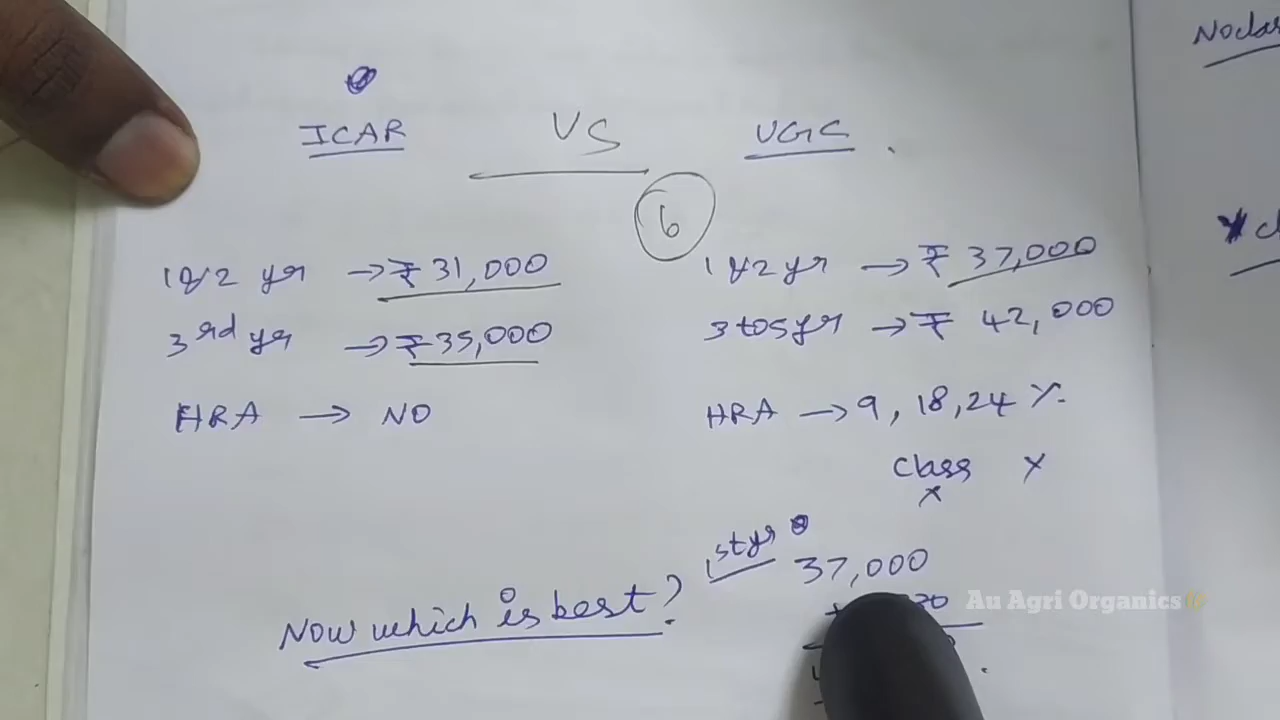 ICAR VS UGC.
6
1&2 yr → ₹ 31,000
3rd yr → ₹ 35,000
HRA → NO
1&2 yr → ₹ 37,000
3 to 5 yr → ₹ 42,000
HRA → 9, 18, 24 %.
Class X
X
1st yr
37,000
Now which is best?
Au Agri Organics